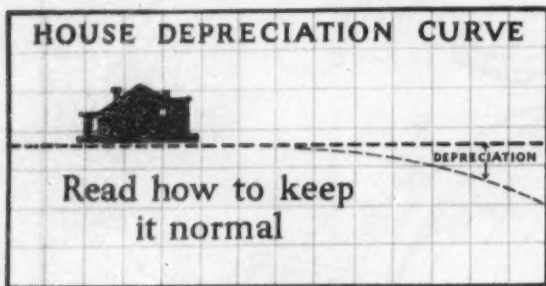 HOUSE DEPRECIATION CURVE
DEPRECIATION
Read how to keep
it normal